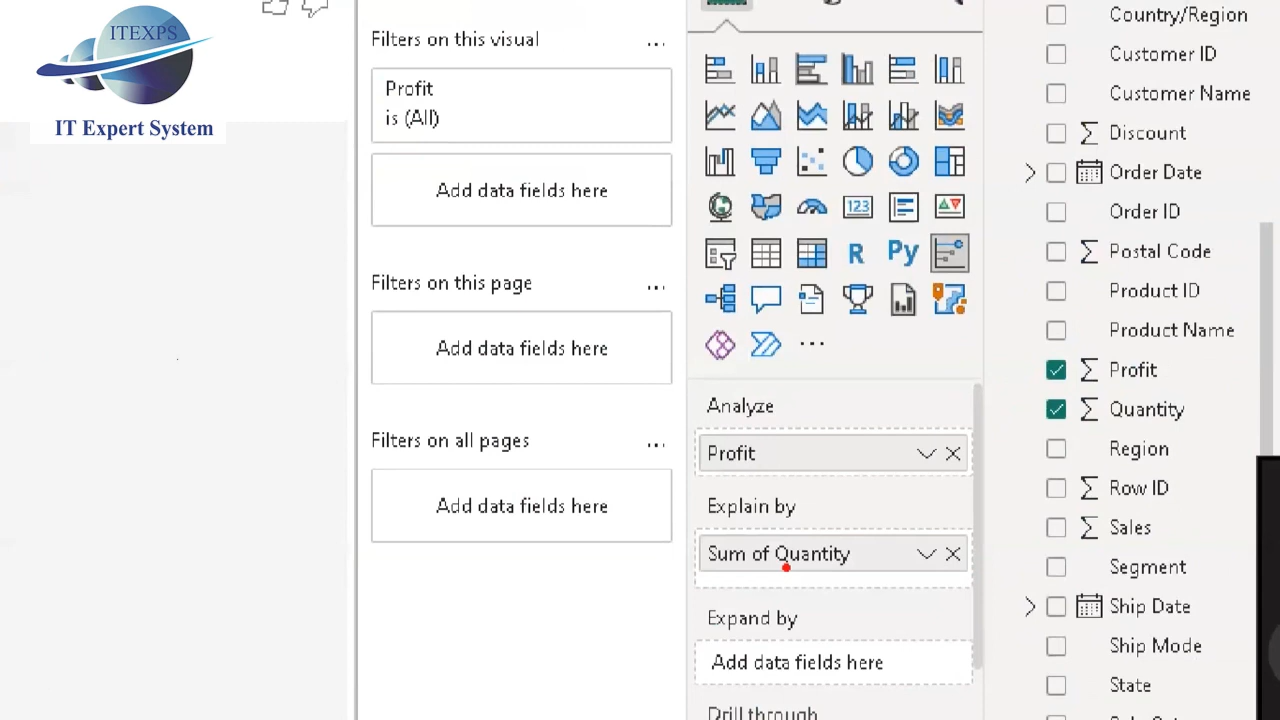 ITEXPS
IT Expert System
Filters on this visual
...
Profit
is (All)
Add data fields here
Filters on this page
...
Add data fields here
Filters on all pages
...
Add data fields here
123
R
Py
...
Analyze
Profit
Explain by
Sum of Quantity
Expand by
Add data fields here
Drill through
Country/Region
Customer ID
Customer Name
Σ Discount
Order Date
Order ID
Σ Postal Code
Product ID
Product Name
Σ Profit
Σ Quantity
Region
Σ Row ID
Σ Sales
Segment
Ship Date
Ship Mode
State